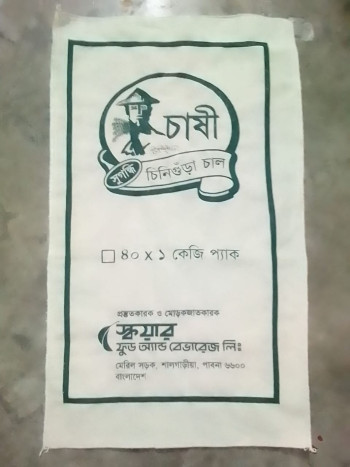 চাষী
সুগন্ধি
চিনিগুঁড়া চাল
৪০ x ১ কেজি প্যাক
প্রস্তুতকারক ও মোড়কজাতকারক
স্কয়ার
ফুড অ্যান্ড বেভারেজ লিঃ
মেরিল সড়ক, শালগাড়ীয়া, পাবনা ৬৬০০
বাংলাদেশ